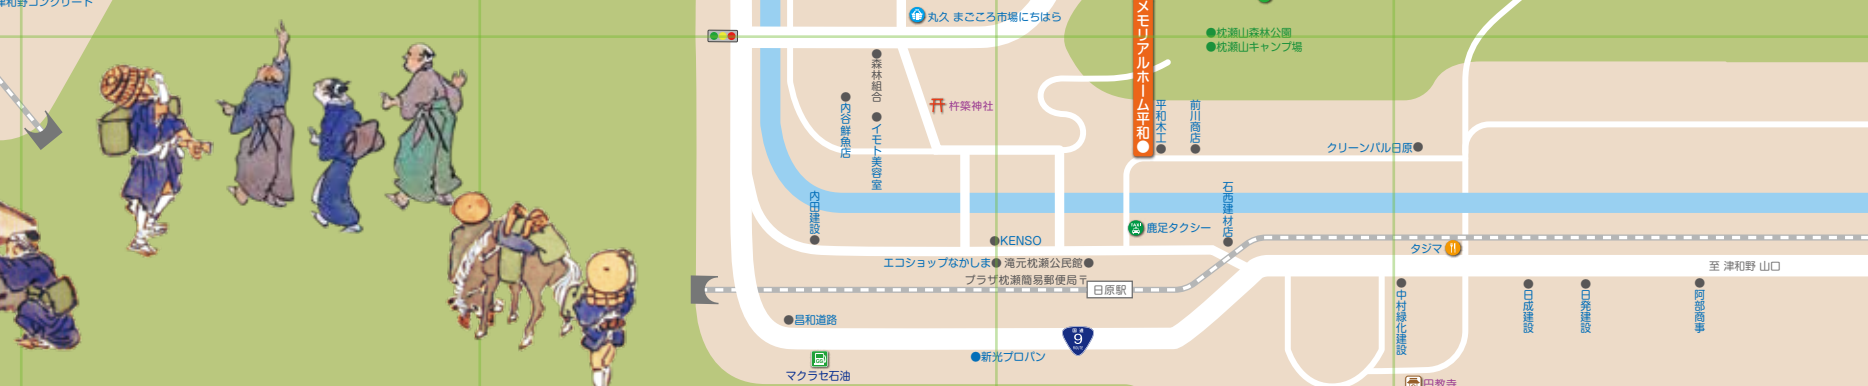 津和野コンクリート
丸久 まごころ市場にちはら
メモリアルホーム平和
枕瀬山森林公園
枕瀬山キャンプ場
森林組合
内谷鮮魚店
イモト美容室
杵築神社
平和木工
前川商店
クリーンパル日原
内田建設
石西建材店
鹿足タクシー
KENSO
タジマ
エコショップなかしま
滝元枕瀬公民館
プラザ枕瀬簡易郵便局〒
日原駅
至 津和野 山口
昌和道路
国道
9
新光プロパン
マクラセ石油
中村緑化建設
日成建設
日発建設
阿部商事
円教寺